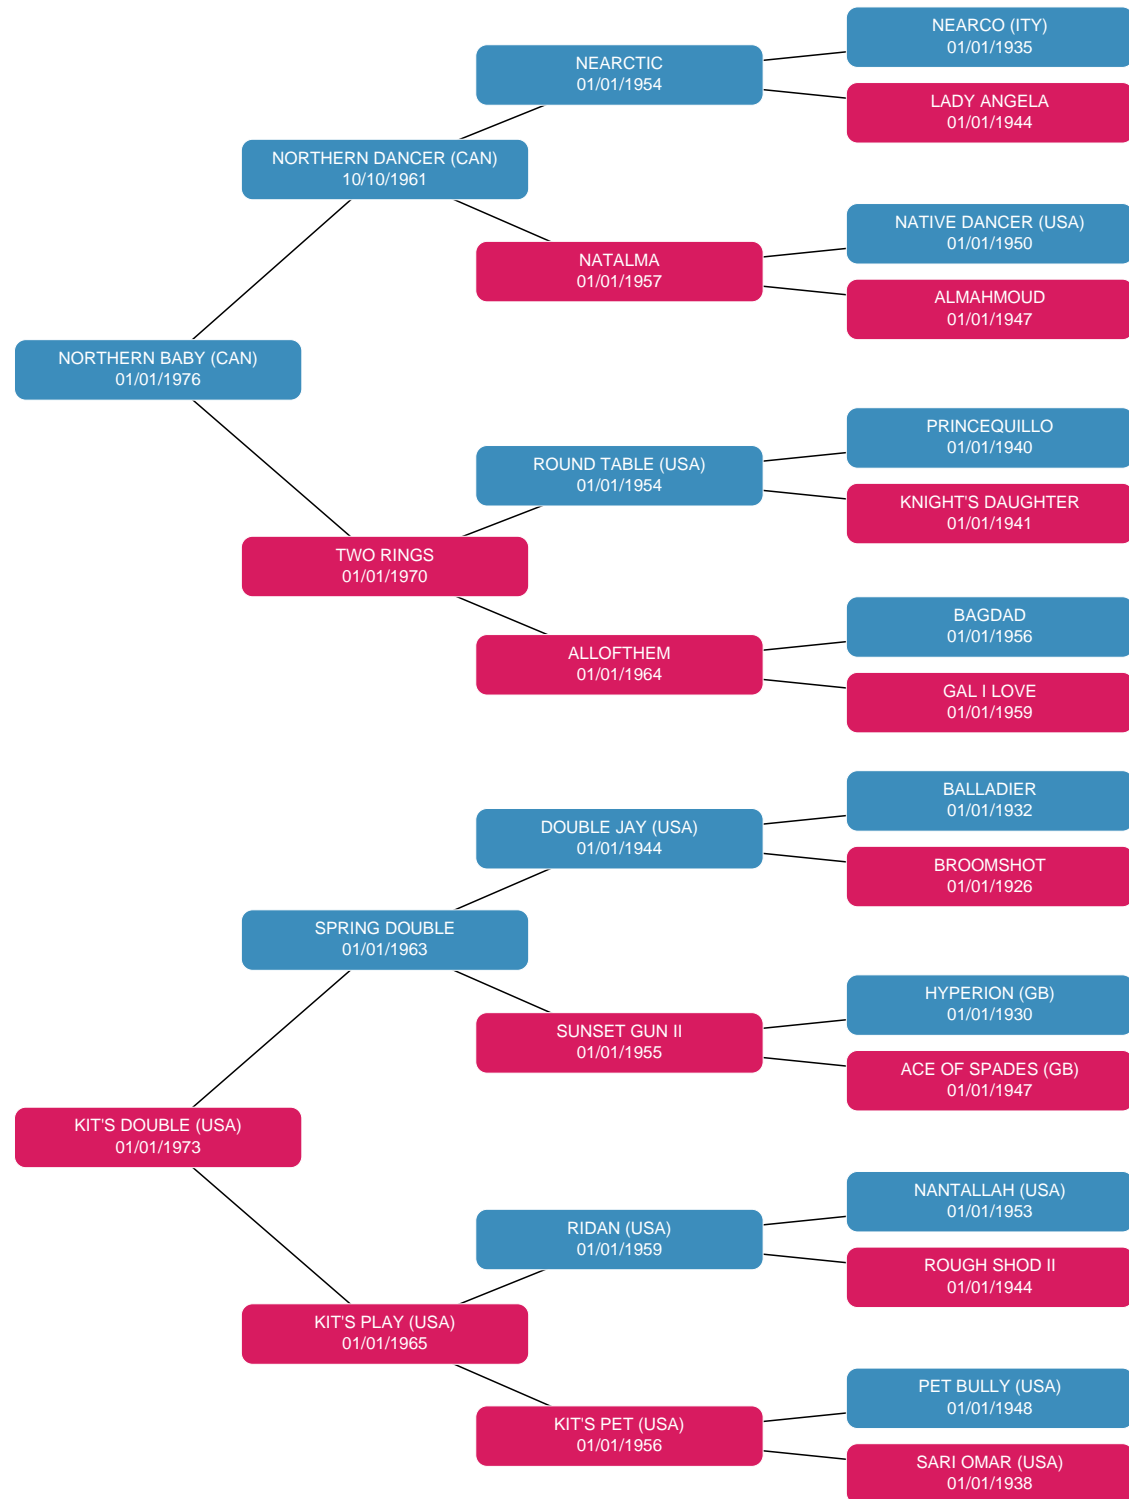 NEARCO (ITY)
01/01/1935
NEARCTIC
01/01/1954
LADY ANGELA
01/01/1944
NORTHERN DANCER (CAN)
10/10/1961
NATIVE DANCER (USA)
01/01/1950
NATALMA
01/01/1957
ALMAHMOUD
01/01/1947
NORTHERN BABY (CAN)
01/01/1976
PRINCEQUILLO
01/01/1940
ROUND TABLE (USA)
01/01/1954
KNIGHT'S DAUGHTER
01/01/1941
TWO RINGS
01/01/1970
BAGDAD
01/01/1956
ALLOFTHEM
01/01/1964
GAL I LOVE
01/01/1959
BALLADIER
01/01/1932
DOUBLE JAY (USA)
01/01/1944
BROOMSHOT
01/01/1926
SPRING DOUBLE
01/01/1963
HYPERION (GB)
01/01/1930
SUNSET GUN II
01/01/1955
ACE OF SPADES (GB)
01/01/1947
KIT'S DOUBLE (USA)
01/01/1973
NANTALLAH (USA)
01/01/1953
RIDAN (USA)
01/01/1959
ROUGH SHOD II
01/01/1944
KIT'S PLAY (USA)
01/01/1965
PET BULLY (USA)
01/01/1948
KIT'S PET (USA)
01/01/1956
SARI OMAR (USA)
01/01/1938